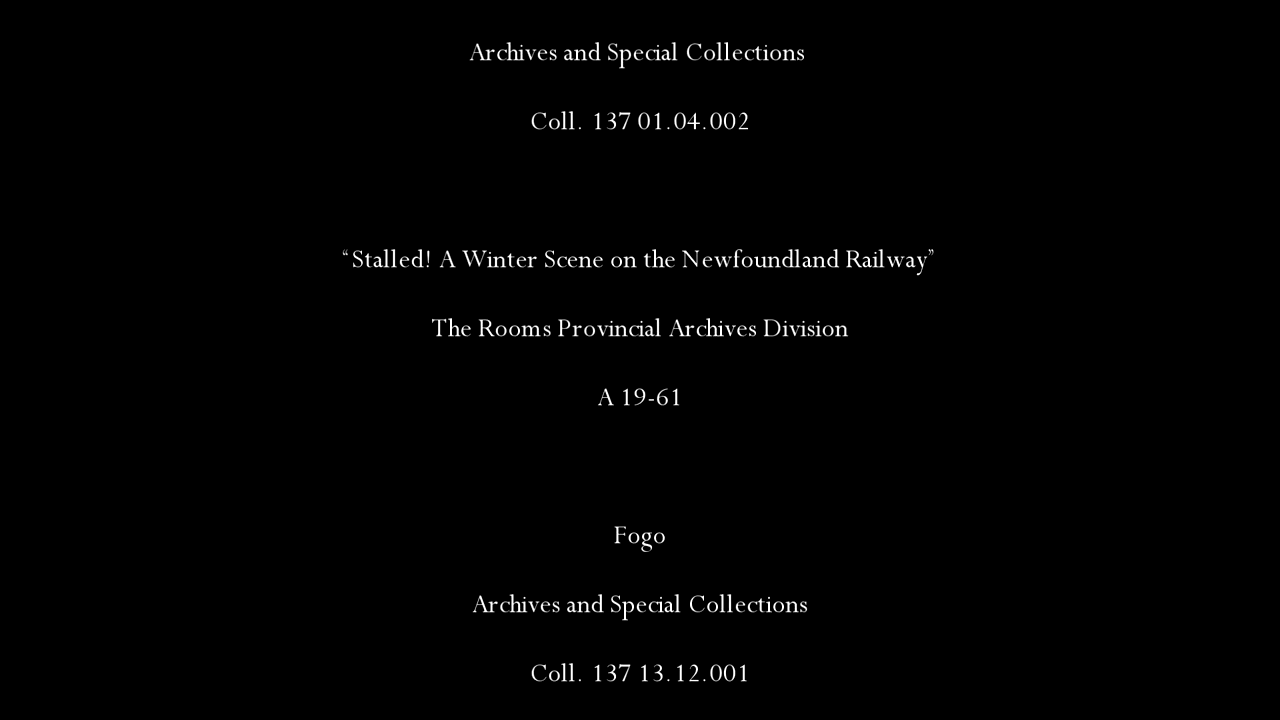 Archives and Special Collections
Coll. 137 01.04.002
“Stalled! A Winter Scene on the Newfoundland Railway”
The Rooms Provincial Archives Division
A 19-61
Fogo
Archives and Special Collections
Coll. 137 13.12.001